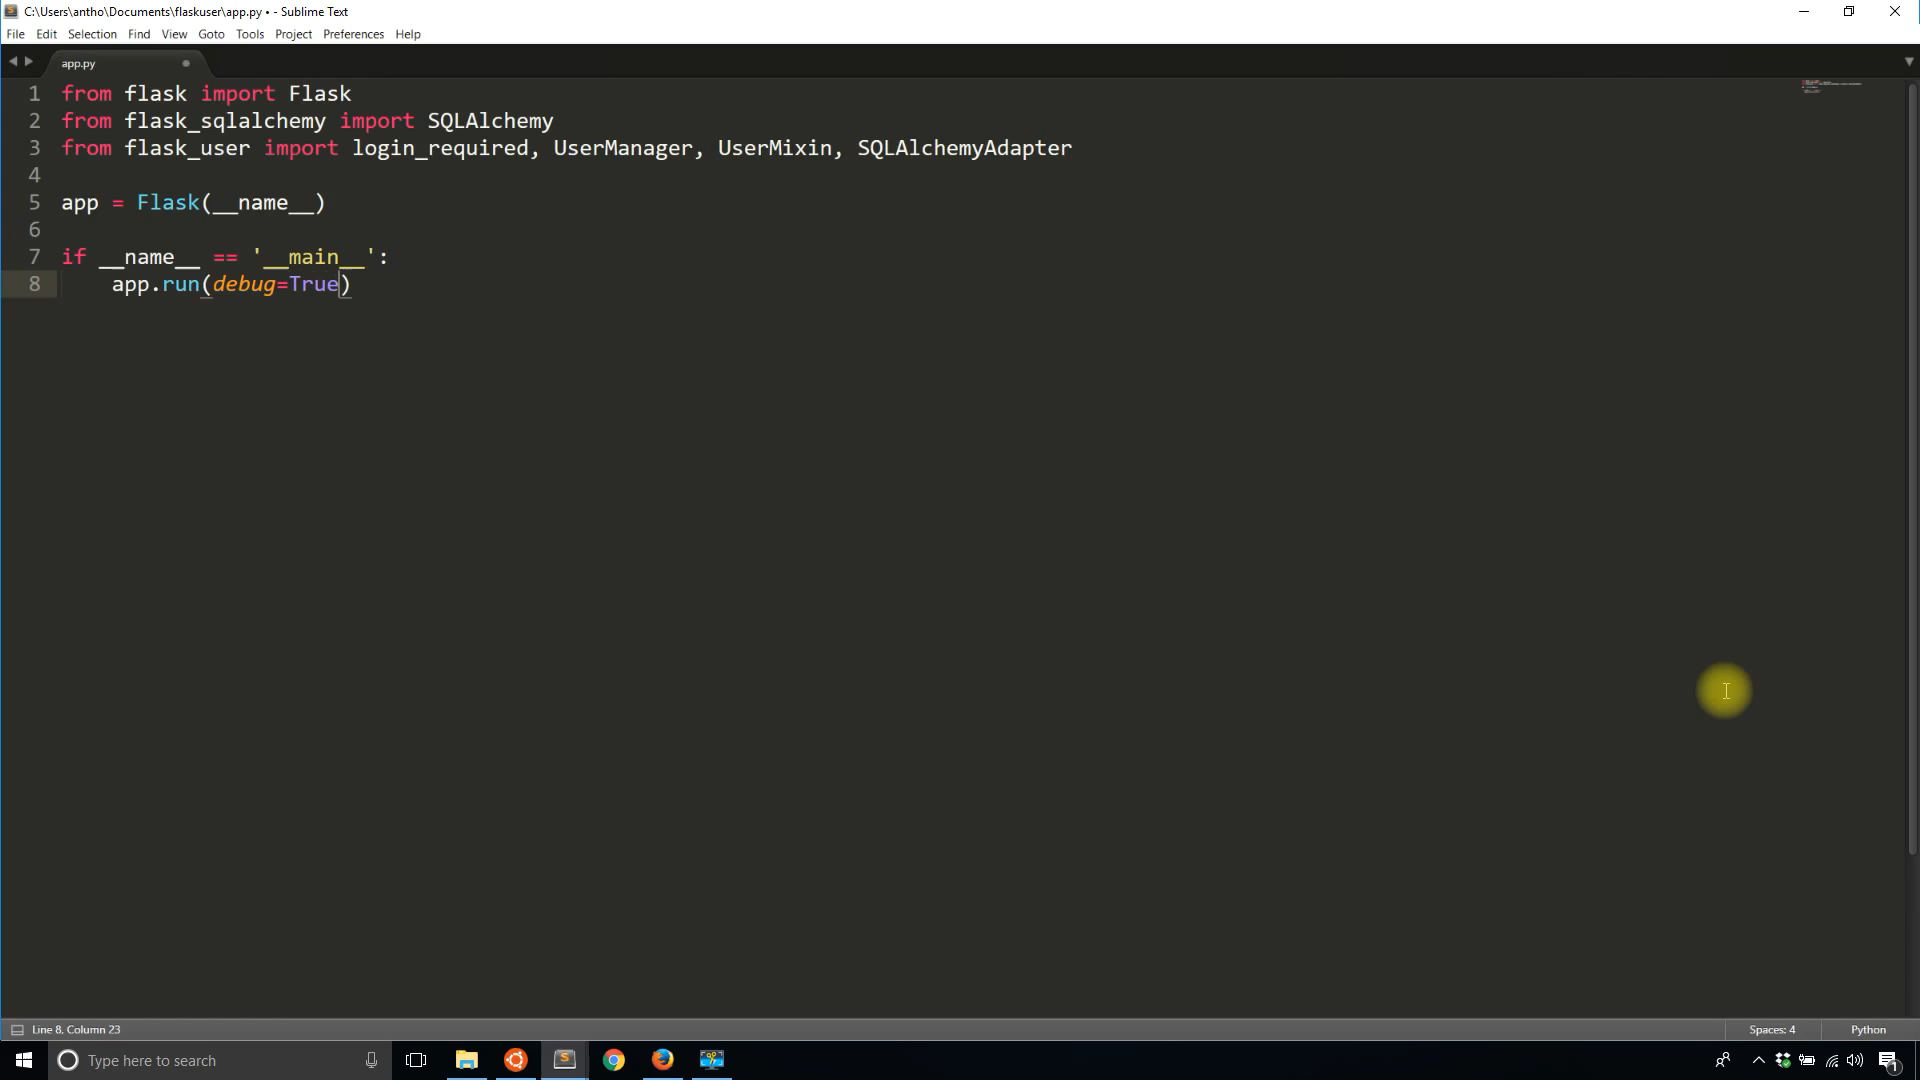 C:\Users\antho\Documents\flaskuser\app.py • - Sublime Text
File Edit Selection Find View Goto Tools Project Preferences Help
app.py
1 from flask import Flask
2 from flask_sqlalchemy import SQLAlchemy
3 from flask_user import login_required, UserManager, UserMixin, SQLAlchemyAdapter
4
5 app = Flask(__name__)
6
7 if __name__ == '__main__':
8     app.run(debug=True)
Line 8, Column 23
Spaces: 4
Python
Type here to search
1